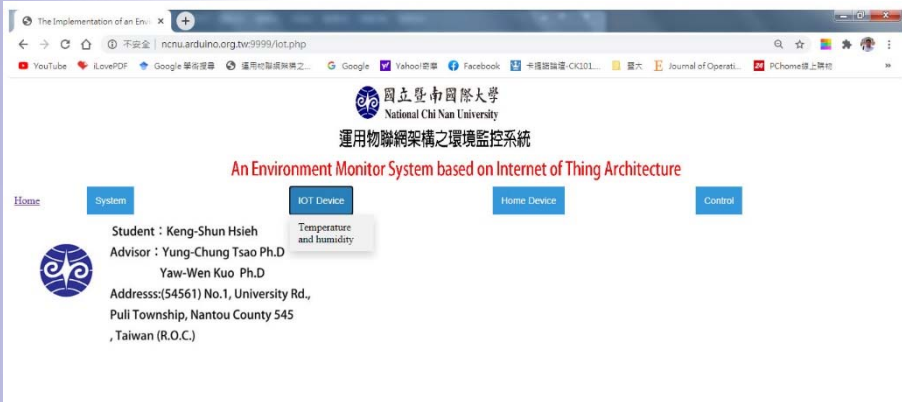 The Implementation of an Envi
不安全 | ncnu.arduino.org.tw:9999/iot.php
YouTube iLovePDF Google 學術搜尋 運用物聯網架構之... Google Yahoo!奇摩 Facebook 卡提諾論壇-CK101... 暨大 Journal of Operati... PChome線上購物 »
國立暨南國際大學
National Chi Nan University
運用物聯網架構之環境監控系統
An Environment Monitor System based on Internet of Thing Architecture
Home System IOT Device Home Device Control
Temperature
and humidity
Student：Keng-Shun Hsieh
Advisor：Yung-Chung Tsao Ph.D
Yaw-Wen Kuo Ph.D
Addresss:(54561) No.1, University Rd.,
Puli Township, Nantou County 545
, Taiwan (R.O.C.)